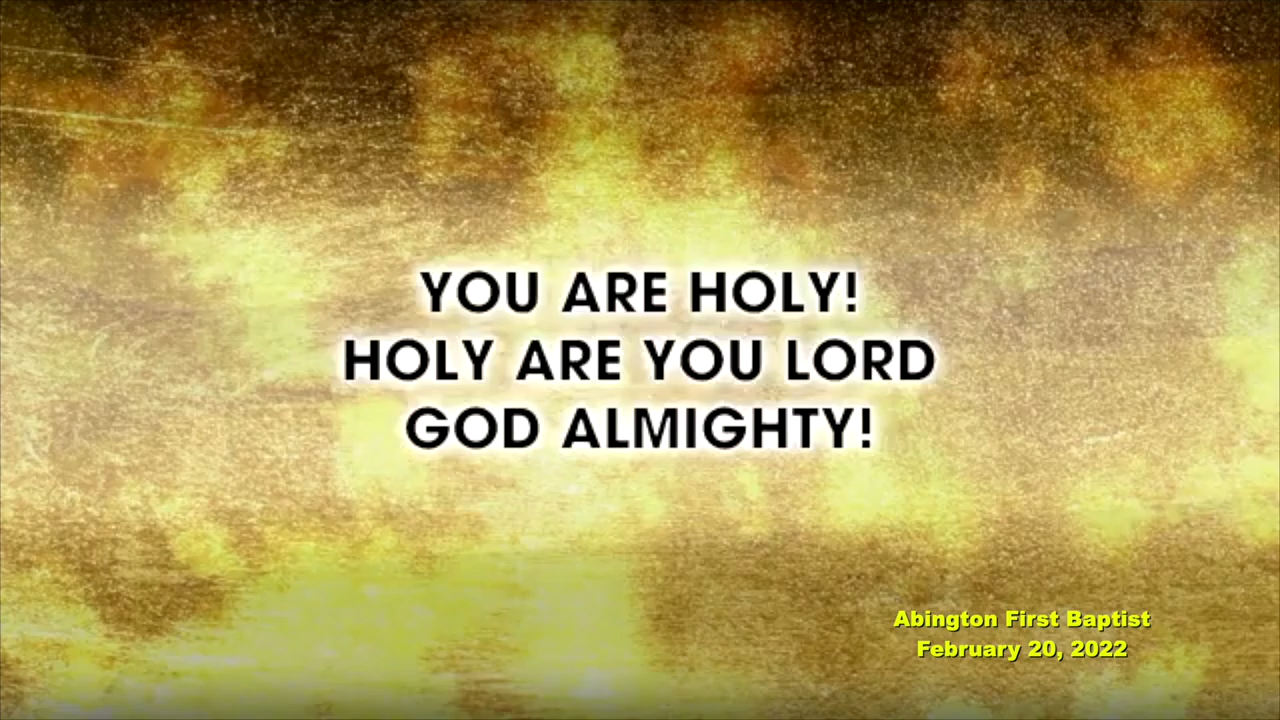 YOU ARE HOLY!
HOLY ARE YOU LORD
GOD ALMIGHTY!
Abington First Baptist
February 20, 2022